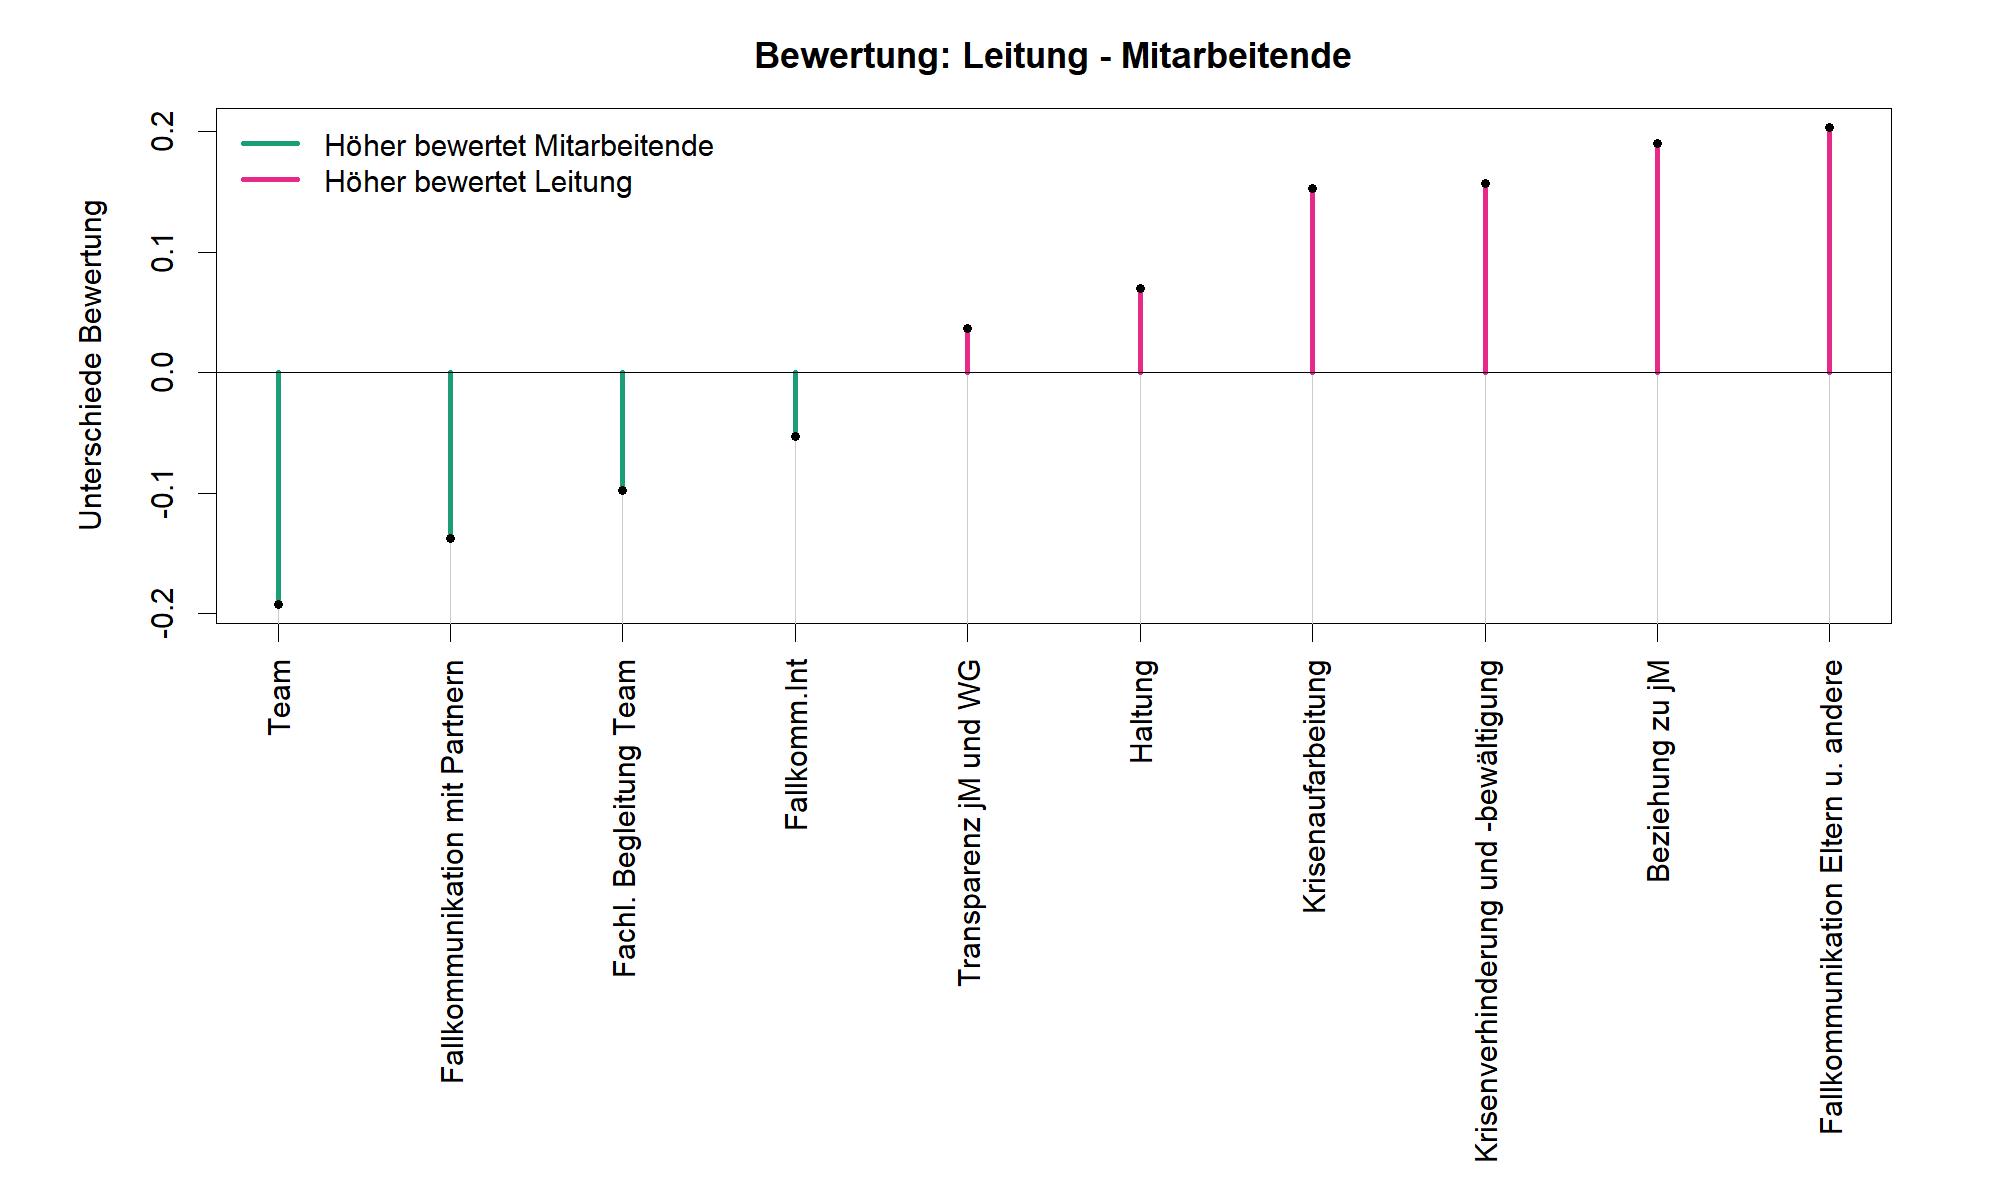 Bewertung: Leitung - Mitarbeitende
Höher bewertet Mitarbeitende
Höher bewertet Leitung
Unterschiede Bewertung
0.2
0.1
0.0
-0.1
-0.2
Team
Fallkommunikation mit Partnern
Fachl. Begleitung Team
Fallkomm.Int
Transparenz jM und WG
Haltung
Krisenaufarbeitung
Krisenverhinderung und -bewältigung
Beziehung zu jM
Fallkommunikation Eltern u. andere